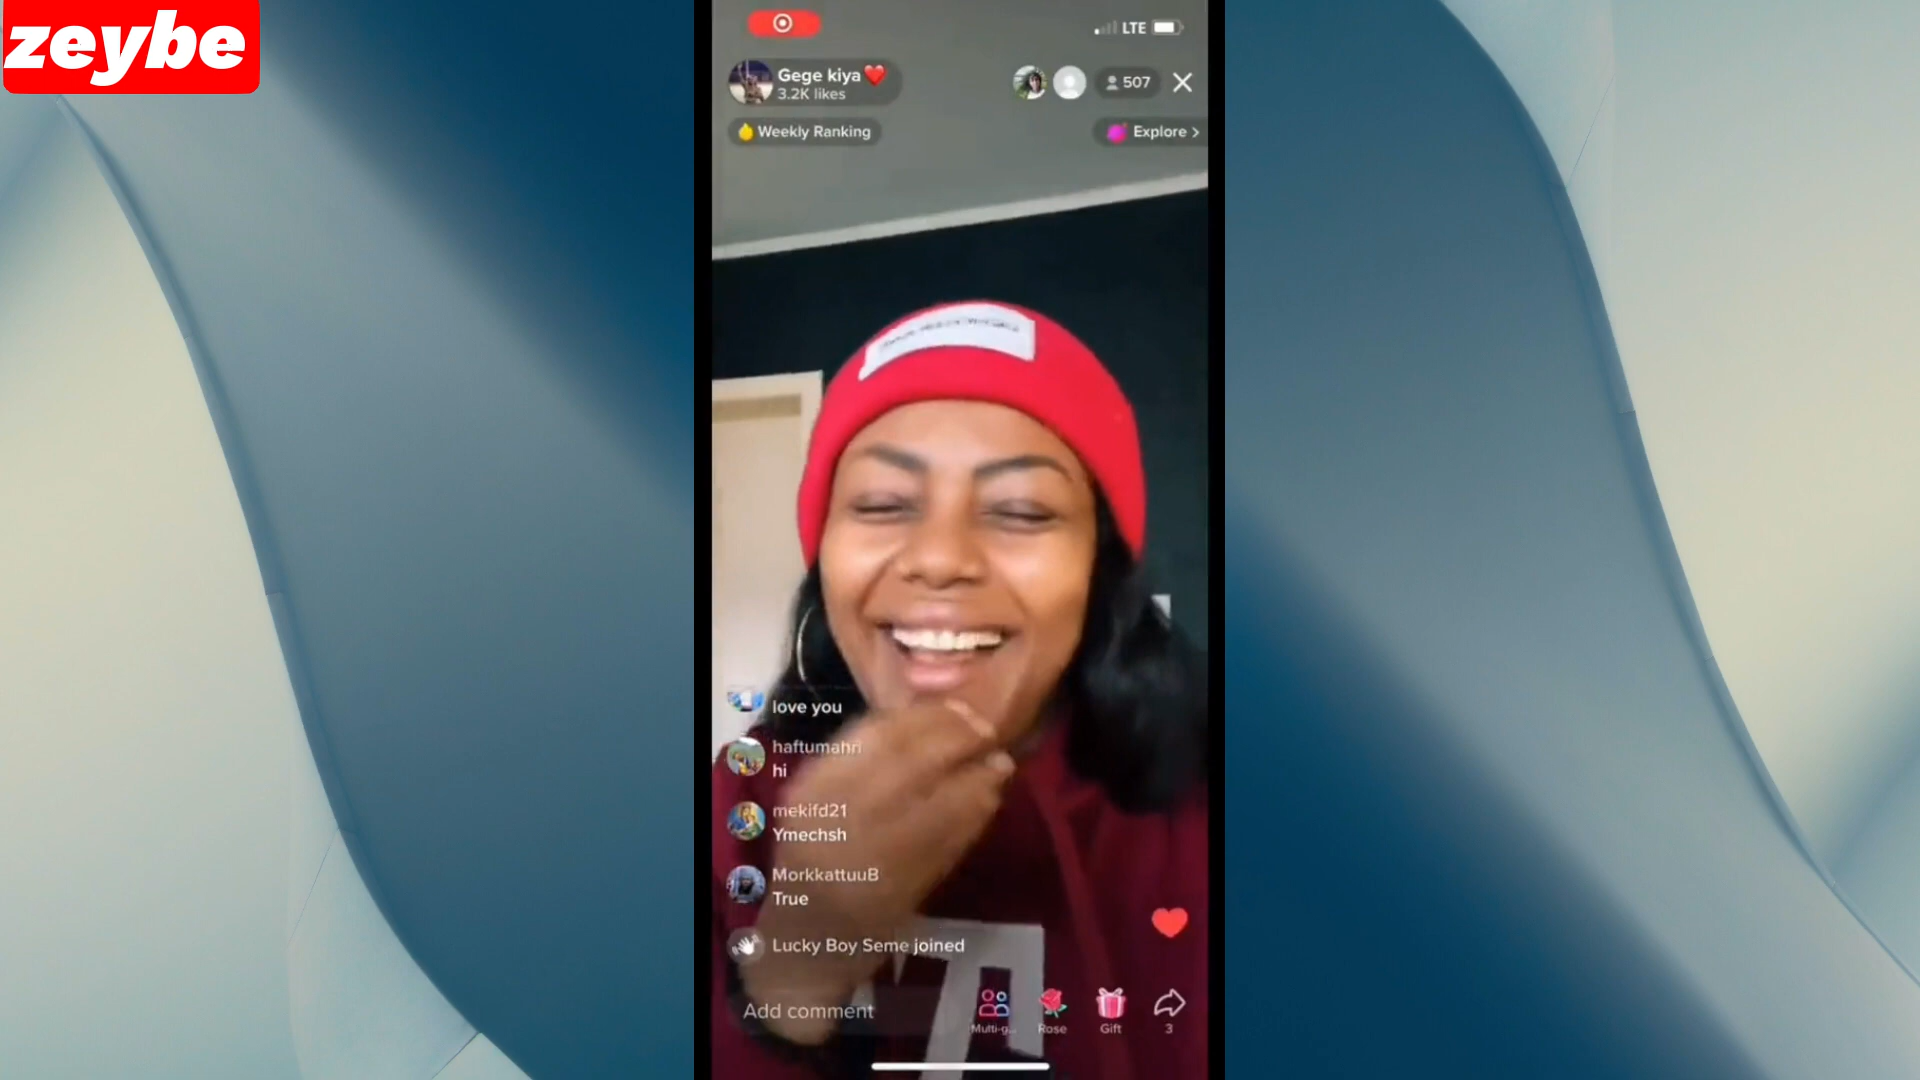 zeybe
LTE
Gege kiya❤️
3.2K likes
507
Weekly Ranking
Explore >
love you
haftumahri
hi
mekifd21
Ymechsh
MorkkattuuB
True
Lucky Boy Seme joined
Add comment
Multi-g...
Rose
Gift
3